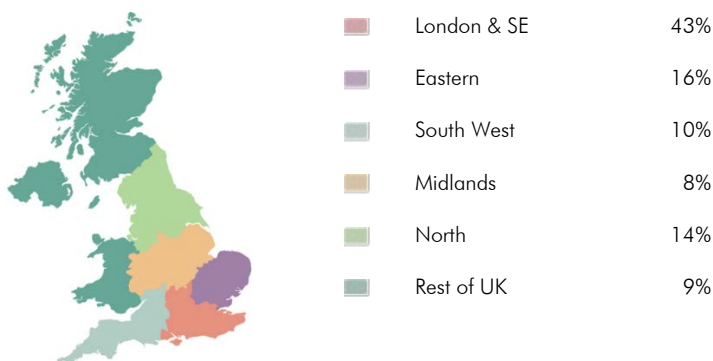 London & SE 43%
Eastern 16%
South West 10%
Midlands 8%
North 14%
Rest of UK 9%